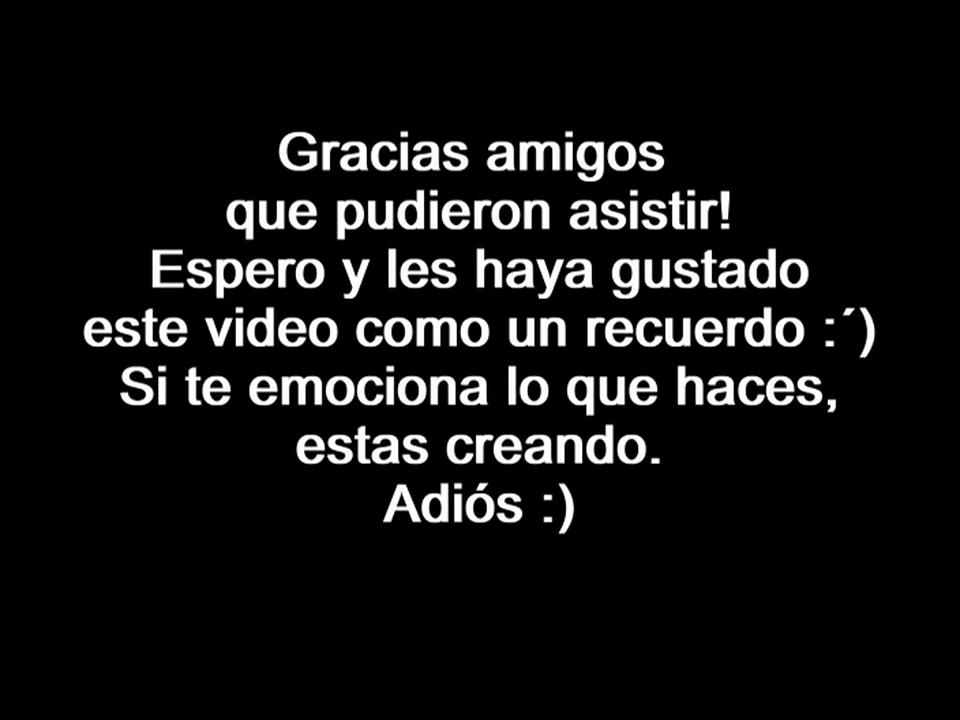 Gracias amigos
que pudieron asistir!
Espero y les haya gustado
este video como un recuerdo :´)
Si te emociona lo que haces,
estas creando.
Adiós :)